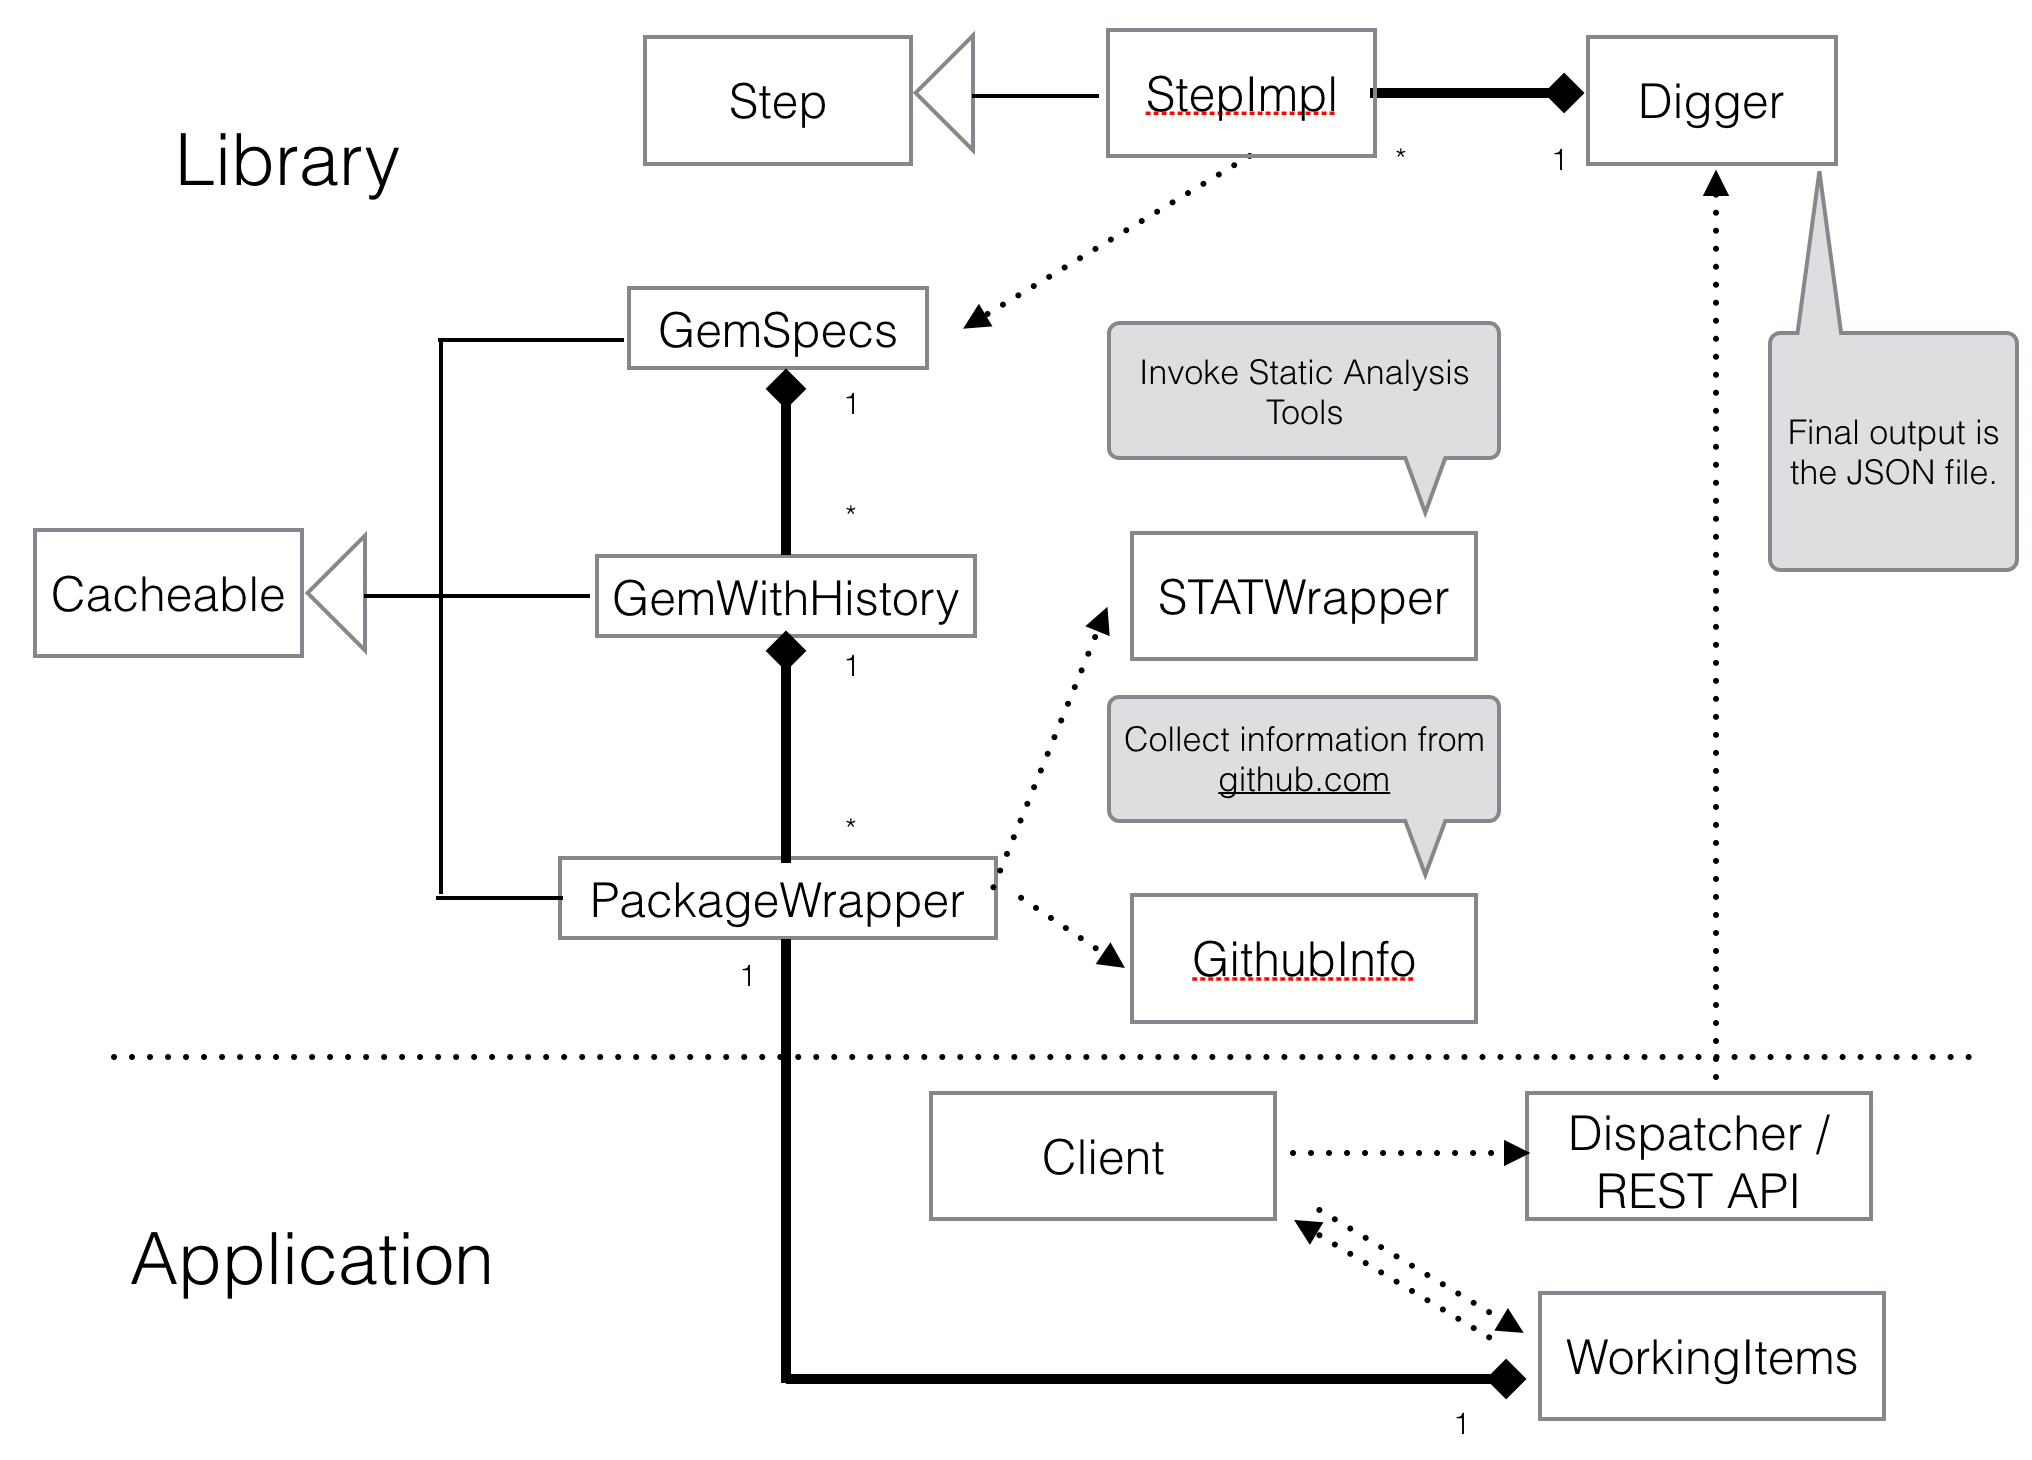 Step
StepImpl
Digger
Library
*
1
GemSpecs
1
Invoke Static Analysis
Tools
Final output is
the JSON file.
*
Cacheable
GemWithHistory
STATWrapper
1
Collect information from
github.com
*
PackageWrapper
GithubInfo
1
Client
Dispatcher /
REST API
Application
WorkingItems
1